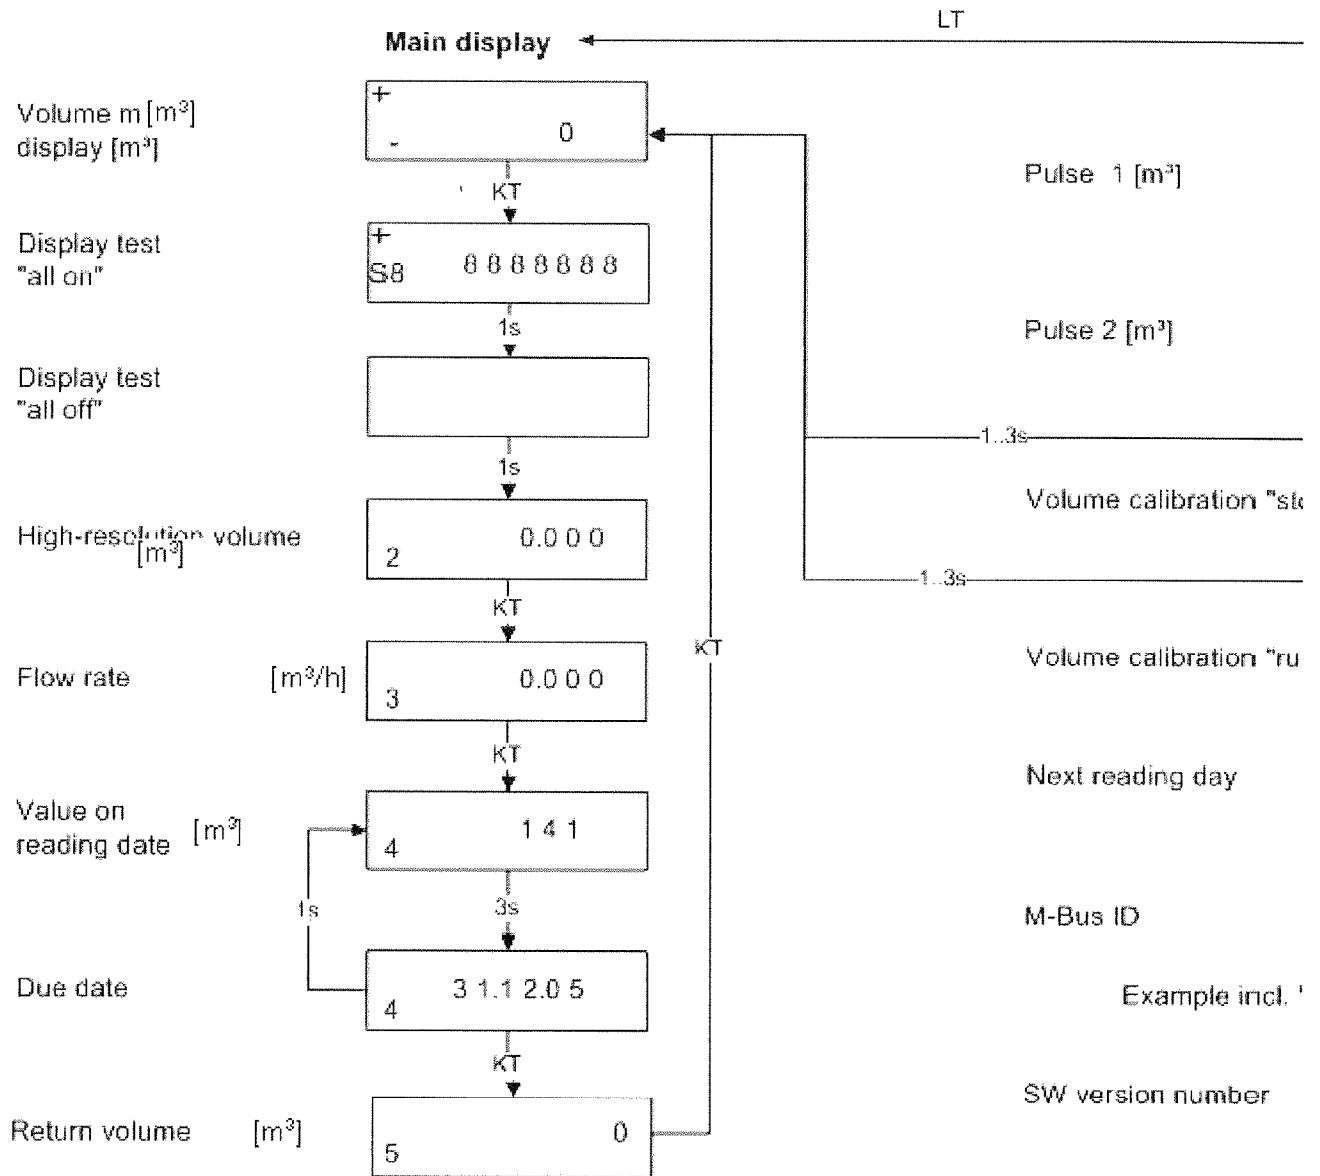 LT
Main display
Volume m [m³]
display [m³]
+
- 0
KT
Pulse 1 [m³]
Display test
"all on"
+
S8 8 8 8 8 8 8 8
1s
Pulse 2 [m³]
Display test
"all off"
1..3s
1s
Volume calibration "sto
High-resolution volume
[m³]
0.0 0 0
2
1..3s
KT
KT
Volume calibration "ru
Flow rate [m³/h]
0.0 0 0
3
KT
Next reading day
Value on
reading date [m³]
1 4 1
4
1s
3s
M-Bus ID
Due date
3 1.1 2.0 5
4
Example incl. '
KT
SW version number
Return volume [m³]
0
5